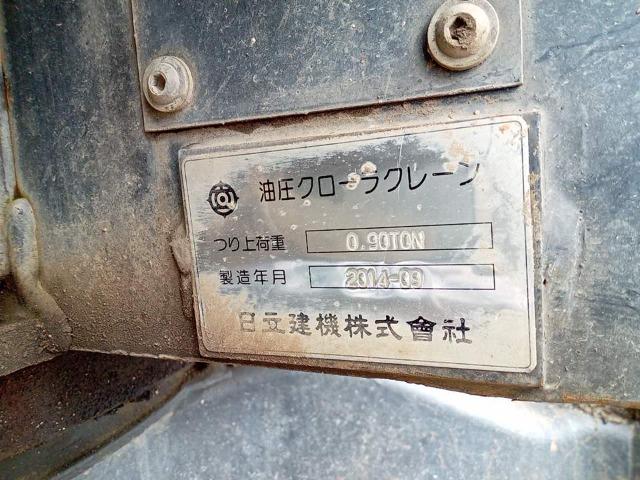 油圧クローラクレーン
つり上荷重 0.90TON
製造年月 2014-09
日立建機株式會社